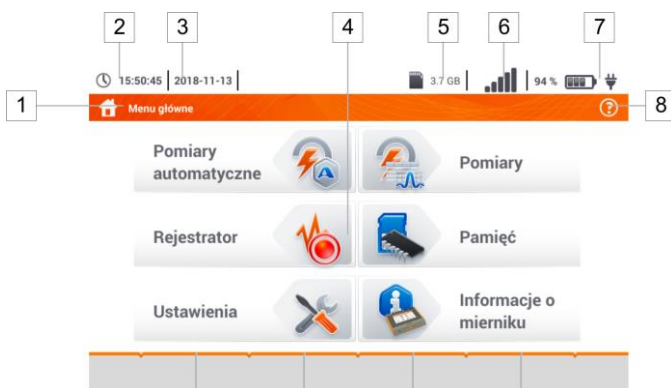 2 3 4 5 6 7
15:50:45 2018-11-13 3.7 GB 94 %
1 Menu główne ? 8
Pomiary automatyczne
Pomiary
Rejestrator
Pamięć
Ustawienia
Informacje o mierniku